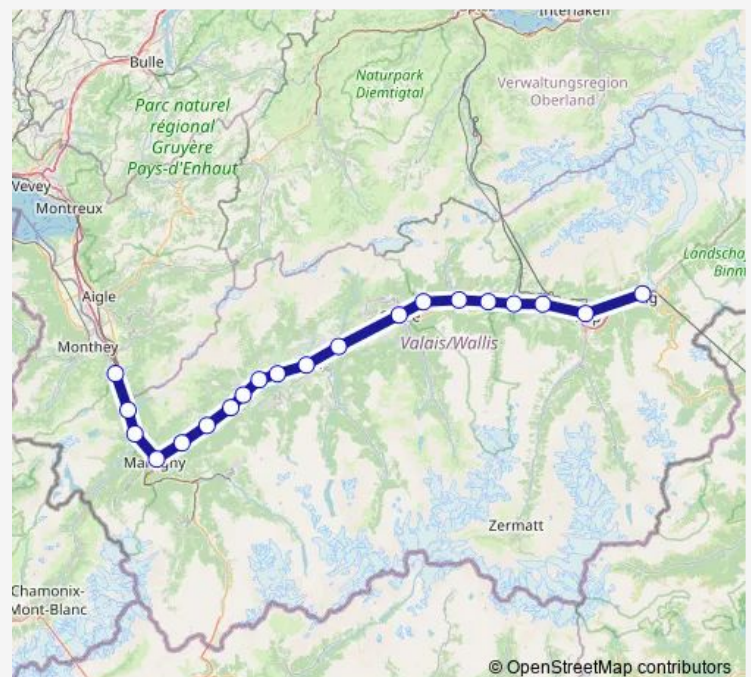 Interlaken
Bulle
Naturpark
Diemtigtal
Verwaltungsregion
Oberland
Parc naturel
régional
Gruyère
Pays-d'Enhaut
Vevey
Montreux
Aigle
Monthey
Valais/Wallis
Zermatt
Chamonix-
Mont-Blanc
© OpenStreetMap contributors